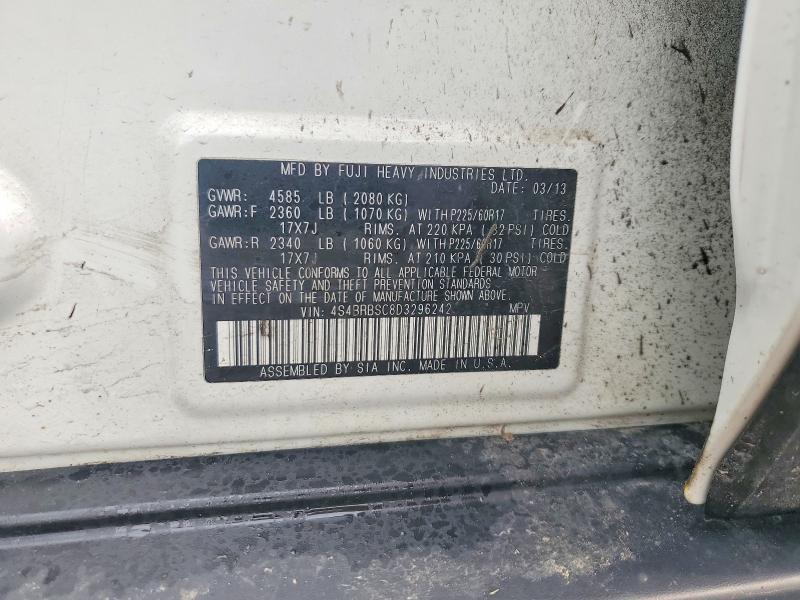 MFD BY FUJI HEAVY INDUSTRIES LTD.
DATE: 03/13
GVWR: 4585 LB ( 2080 KG)
GAWR:F 2360 LB ( 1070 KG) WITH P225/60R17 TIRES.
17X7J RIMS. AT 220 KPA ( 32 PSI) COLD
GAWR:R 2340 LB ( 1060 KG) WITH P225/60R17 TIRES.
17X7J RIMS. AT 210 KPA ( 30 PSI) COLD
THIS VEHICLE CONFORMS TO ALL APPLICABLE FEDERAL MOTOR
VEHICLE SAFETY AND THEFT PREVENTION STANDARDS
IN EFFECT ON THE DATE OF MANUFACTURE SHOWN ABOVE.
VIN: 4S4BRBSC8D3296242 MPV
ASSEMBLED BY SIA INC. MADE IN U.S.A.